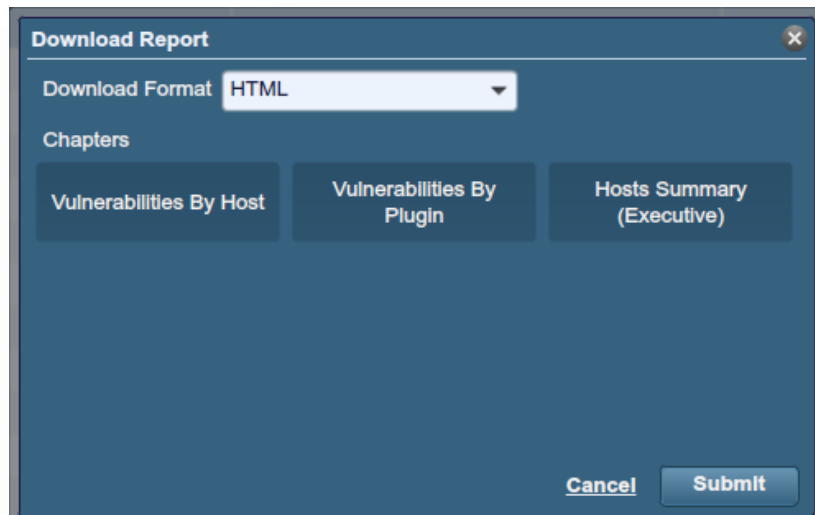 Download Report
Download Format HTML
Chapters
Vulnerabilities By Host
Vulnerabilities By
Plugin
Hosts Summary
(Executive)
Cancel
Submit